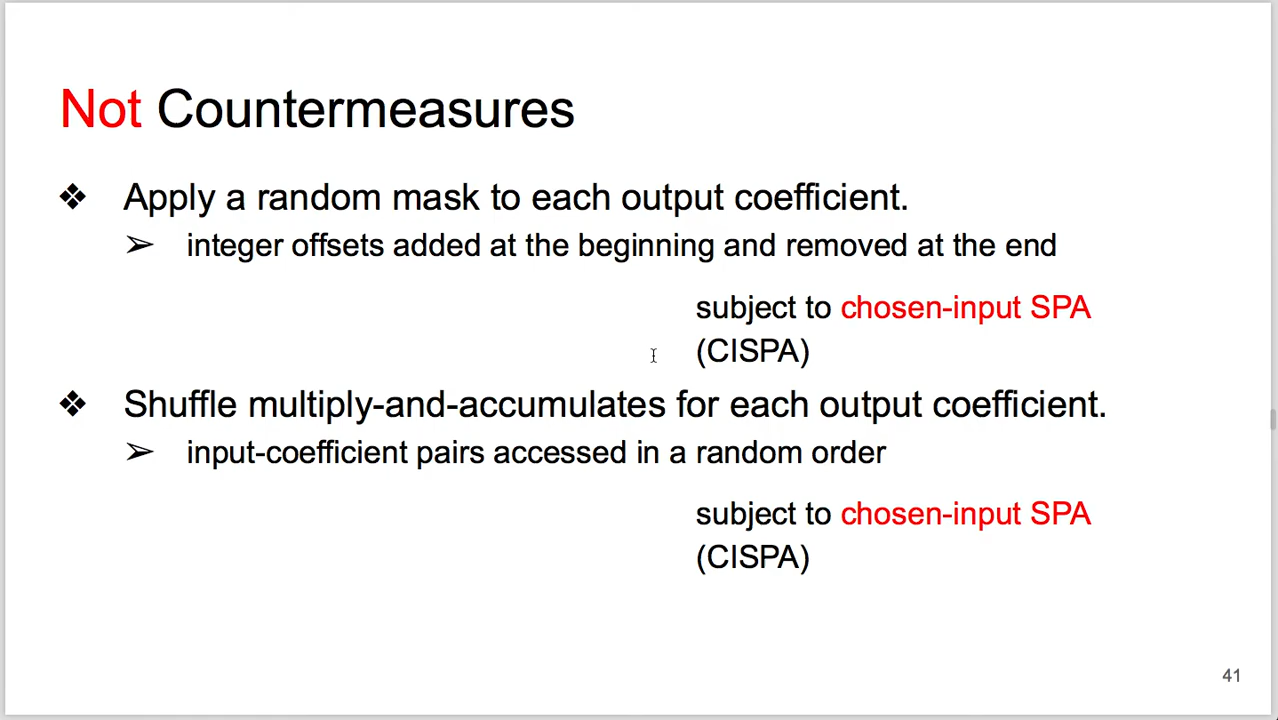 Not Countermeasures
❖ Apply a random mask to each output coefficient.
➢ integer offsets added at the beginning and removed at the end
subject to chosen-input SPA
(CISPA)
❖ Shuffle multiply-and-accumulates for each output coefficient.
➢ input-coefficient pairs accessed in a random order
subject to chosen-input SPA
(CISPA)
41